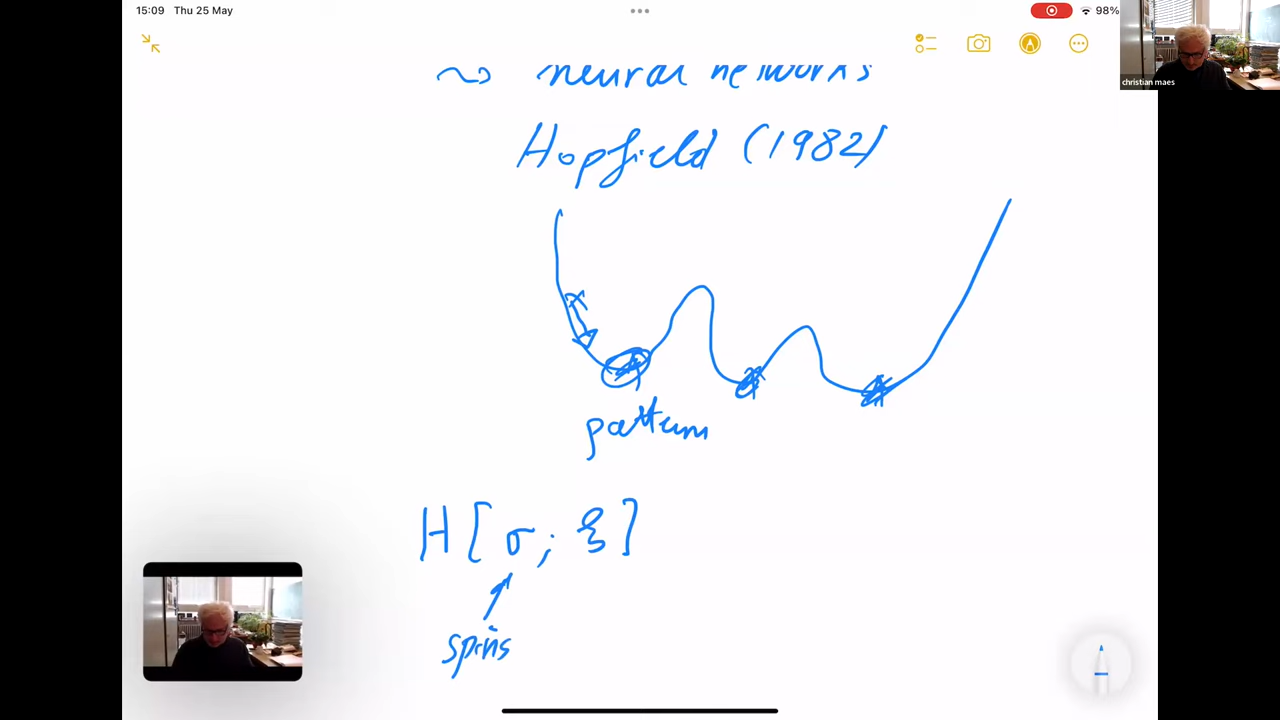 15:09 Thu 25 May
98%
christian maes
neural networks
Hopfield (1982)
pattern
H [ σ ; ξ ]
spins